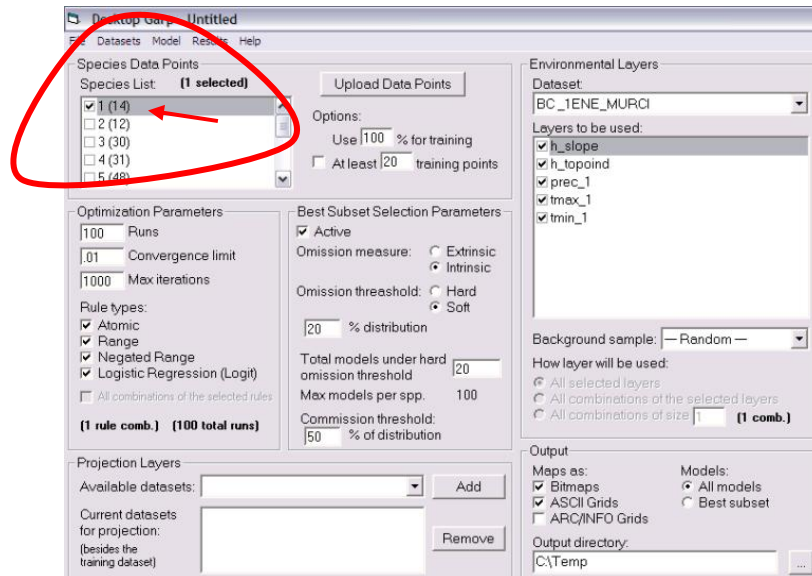 Desktop Garp - Untitled
File Datasets Model Results Help
Species Data Points
Species List: (1 selected)
1 (14)
2 (12)
3 (30)
4 (31)
5 (48)
Upload Data Points
Options:
Use 100 % for training
At least 20 training points
Optimization Parameters
100 Runs
.01 Convergence limit
1000 Max iterations
Rule types:
Atomic
Range
Negated Range
Logistic Regression (Logit)
All combinations of the selected rules
(1 rule comb.) (100 total runs)
Best Subset Selection Parameters
Active
Omission measure: Extrinsic
Intrinsic
Omission threashold: Hard
Soft
20 % distribution
Total models under hard
omission threshold 20
Max models per spp. 100
Commission threshold:
50 % of distribution
Projection Layers
Available datasets: Add
Current datasets
for projection:
(besides the
training dataset)
Remove
Environmental Layers
Dataset:
BC_1ENE_MURCI
Layers to be used:
h_slope
h_topoind
prec_1
tmax_1
tmin_1
Background sample: — Random —
How layer will be used:
All selected layers
All combinations of the selected layers
All combinations of size 1 (1 comb.)
Output
Maps as:
Bitmaps
ASCII Grids
ARC/INFO Grids
Models:
All models
Best subset
Output directory:
C:\Temp ...